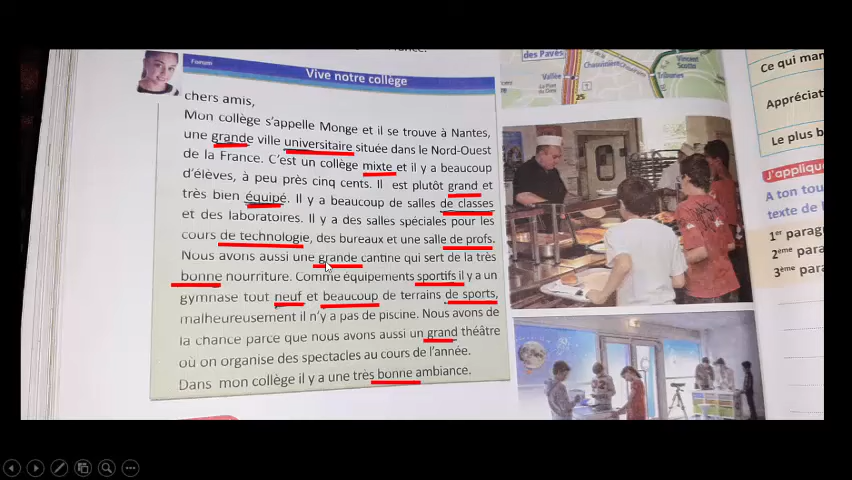 des Pavés
Vallée
Vincent
Ce qui
Appréciat
Le plus b
Vive notre collège
chers amis,
Mon collège s'appelle Monge et il se trouve à Nantes,
une grande ville universitaire située dans le Nord-Ouest
de la France. C'est un collège mixte et il y a beaucoup
d'élèves, à peu près cinq cents. Il est plutôt grand et
très bien équipé. Il y a beaucoup de salles de classes
et des laboratoires. Il y a des salles spéciales pour les
cours de technologie, des bureaux et une salle de profs.
Nous avons aussi une grande cantine qui sert de la très
bonne nourriture. Comme équipements sportifs il y a un
gymnase tout neuf et beaucoup de terrains de sports,
malheureusement il n'y a pas de piscine. Nous avons de
la chance parce que nous avons aussi un grand théâtre
où on organise des spectacles au cours de l'année.
Dans mon collège il y a une très bonne ambiance.
J'applique
A ton tou
texte de l
1er paragr
2ème para
3ème para